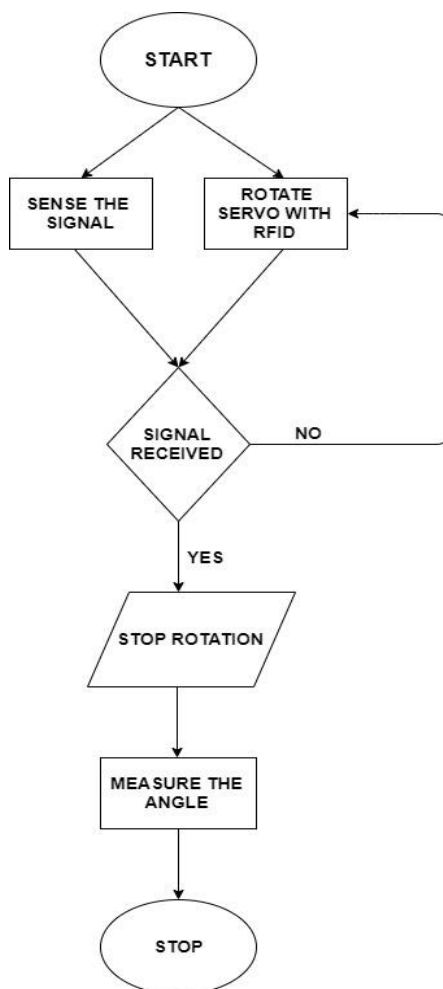 START
SENSE THE
SIGNAL
ROTATE
SERVO WITH
RFID
SIGNAL
RECEIVED
NO
YES
STOP ROTATION
MEASURE THE
ANGLE
STOP